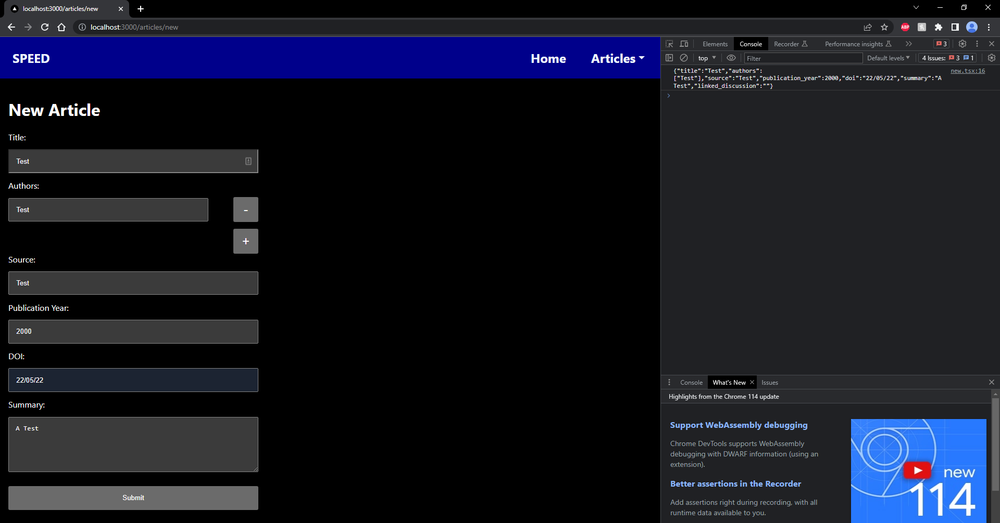 localhost:3000/articles/new
localhost:3000/articles/new
ABP
SPEED
Home
Articles
New Article
Title:
Test
Authors:
Test
-
+
Source:
Test
Publication Year:
2000
DOI:
22/05/22
Summary:
A Test
Submit
Elements
Console
Recorder
Performance insights
3
top
Filter
Default levels
4 Issues:
3
1
{"title":"Test","authors":
new.tsx:16
["Test"],"source":"Test","publication_year":2000,"doi":"22/05/22","summary":"A
Test","linked_discussion":""}
Console
What's New
Issues
Highlights from the Chrome 114 update
Support WebAssembly debugging
Chrome DevTools supports WebAssembly
debugging with DWARF information (using an
extension).
Better assertions in the Recorder
Add assertions right during recording, with all
runtime data available to you.
new
114